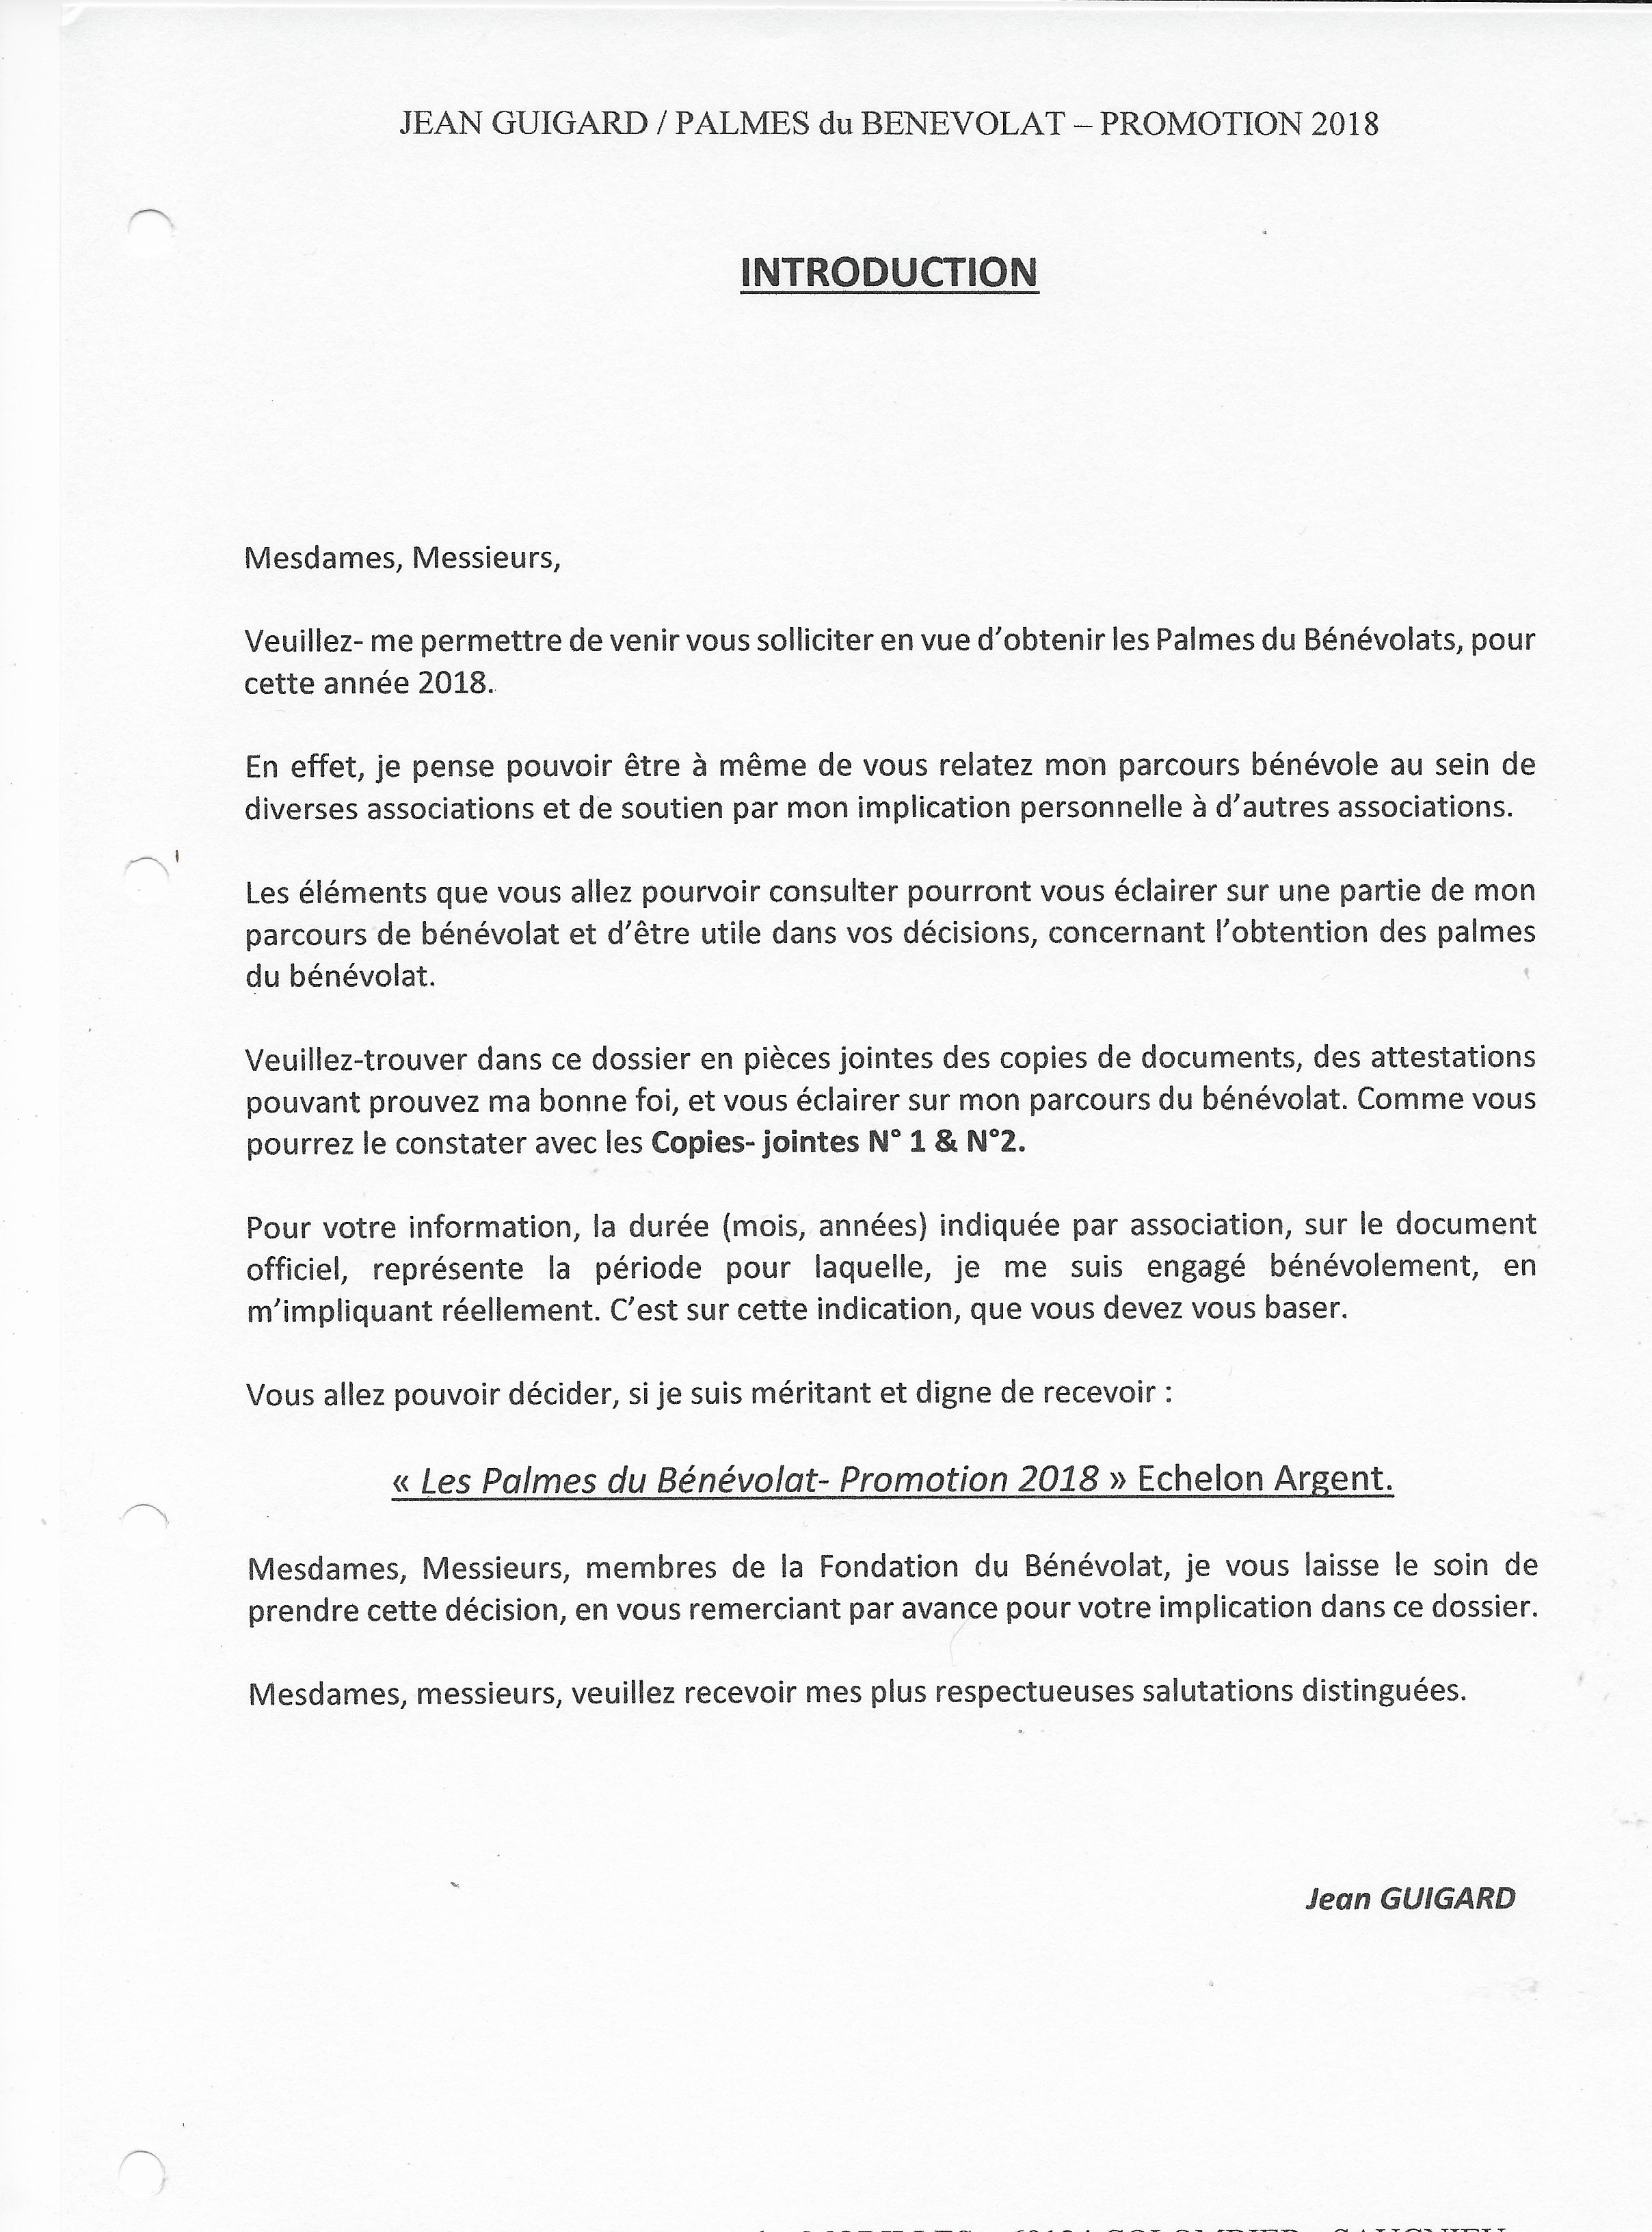 JEAN GUIGARD / PALMES du BENEVOLAT – PROMOTION 2018
INTRODUCTION
Mesdames, Messieurs,
Veuillez- me permettre de venir vous solliciter en vue d’obtenir les Palmes du Bénévolats, pour
cette année 2018.
En effet, je pense pouvoir être à même de vous relatez mon parcours bénévole au sein de
diverses associations et de soutien par mon implication personnelle à d’autres associations.
Les éléments que vous allez pourvoir consulter pourront vous éclairer sur une partie de mon
parcours de bénévolat et d’être utile dans vos décisions, concernant l’obtention des palmes
du bénévolat.
Veuillez-trouver dans ce dossier en pièces jointes des copies de documents, des attestations
pouvant prouvez ma bonne foi, et vous éclairer sur mon parcours du bénévolat. Comme vous
pourrez le constater avec les Copies- jointes N° 1 & N°2.
Pour votre information, la durée (mois, années) indiquée par association, sur le document
officiel, représente la période pour laquelle, je me suis engagé bénévolement, en
m’impliquant réellement. C’est sur cette indication, que vous devez vous baser.
Vous allez pouvoir décider, si je suis méritant et digne de recevoir :
« Les Palmes du Bénévolat- Promotion 2018 » Echelon Argent.
Mesdames, Messieurs, membres de la Fondation du Bénévolat, je vous laisse le soin de
prendre cette décision, en vous remerciant par avance pour votre implication dans ce dossier.
Mesdames, messieurs, veuillez recevoir mes plus respectueuses salutations distinguées.
Jean GUIGARD
COLOMBIER - SAUGNIEU